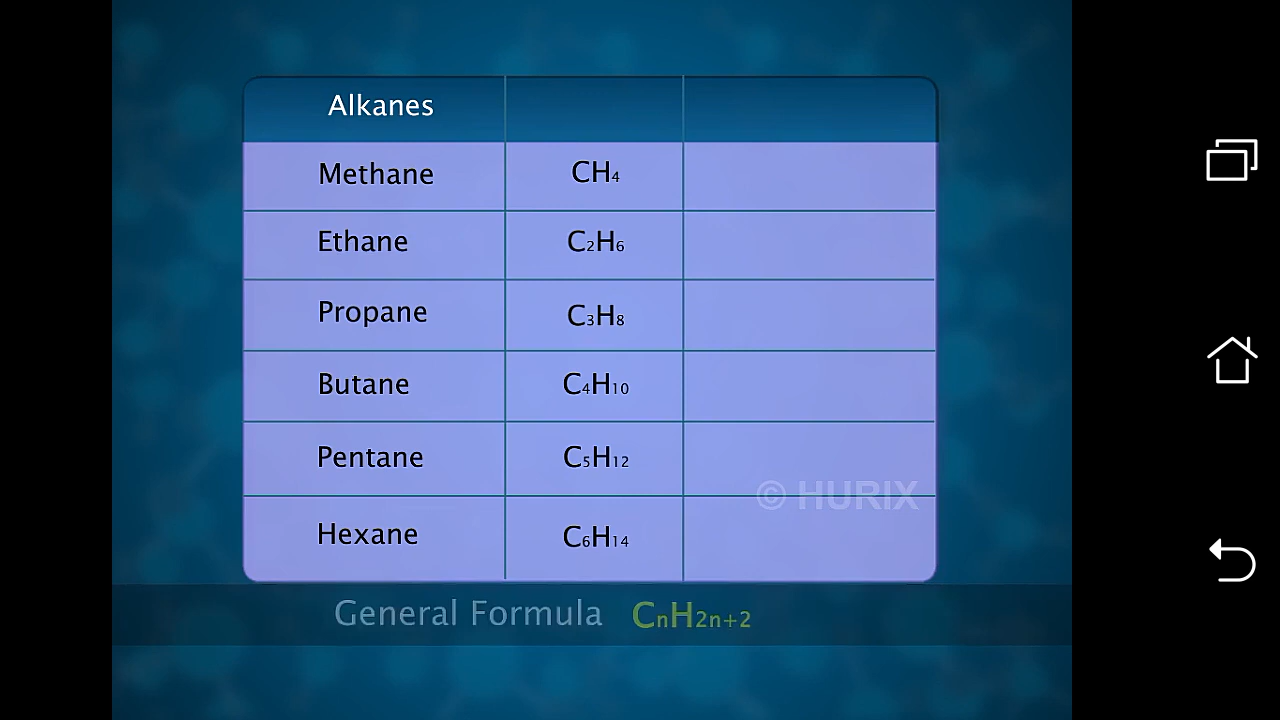 Alkanes
Methane CH₄
Ethane C₂H₆
Propane C₃H₈
Butane C₄H₁₀
Pentane C₅H₁₂
© HURIX
Hexane C₆H₁₄
General Formula CnH2n+2